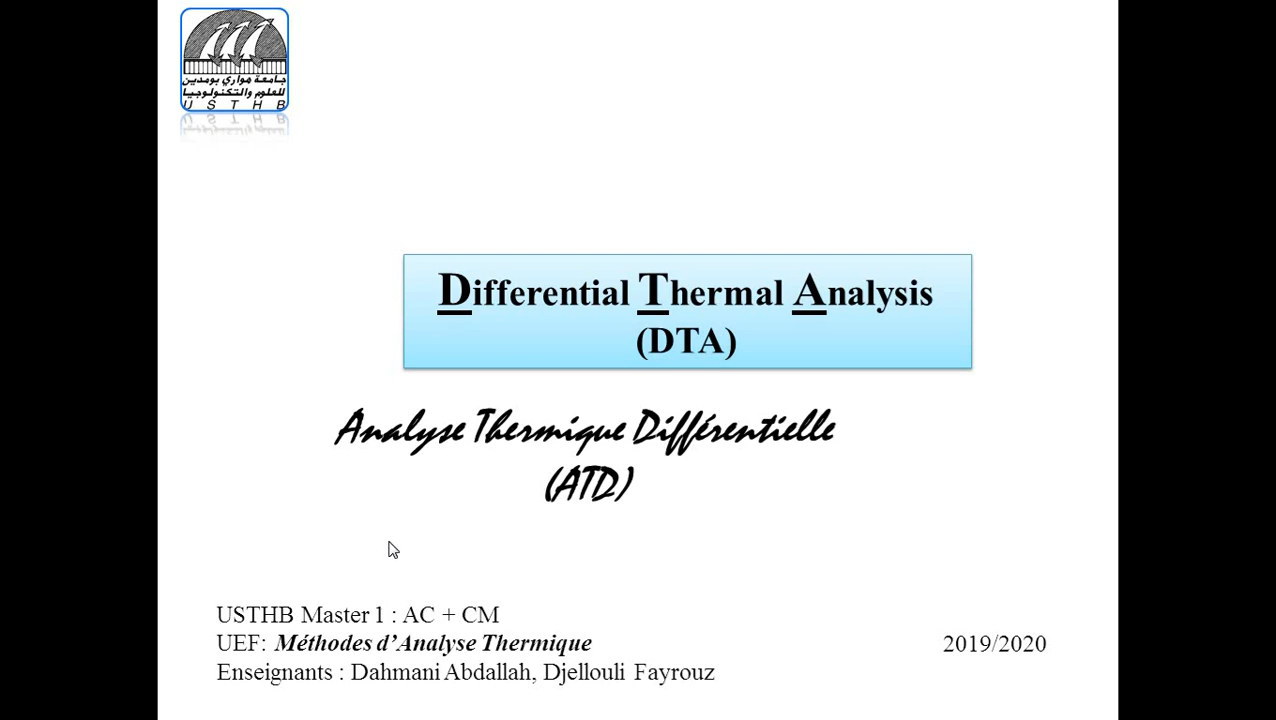 جامعة هواري بومدين
للعلوم والتكنولوجيا
U S T H B
Differential Thermal Analysis
(DTA)
Analyse Thermique Différentielle
(ATD)
USTHB Master 1 : AC + CM
UEF: Méthodes d’Analyse Thermique
2019/2020
Enseignants : Dahmani Abdallah, Djellouli Fayrouz